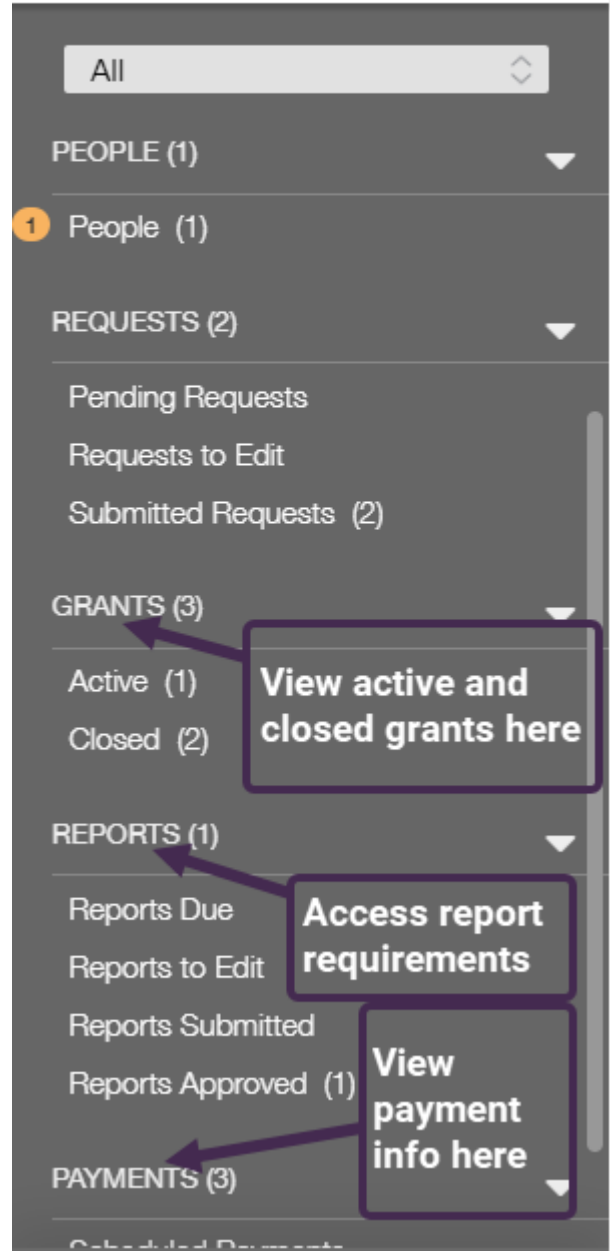 All
PEOPLE (1)
1 People (1)
REQUESTS (2)
Pending Requests
Requests to Edit
Submitted Requests (2)
GRANTS (3)
Active (1)
Closed (2)
View active and
closed grants here
REPORTS (1)
Reports Due
Reports to Edit
Reports Submitted
Reports Approved (1)
Access report
requirements
View
payment
info here
PAYMENTS (3)
Scheduled Payments